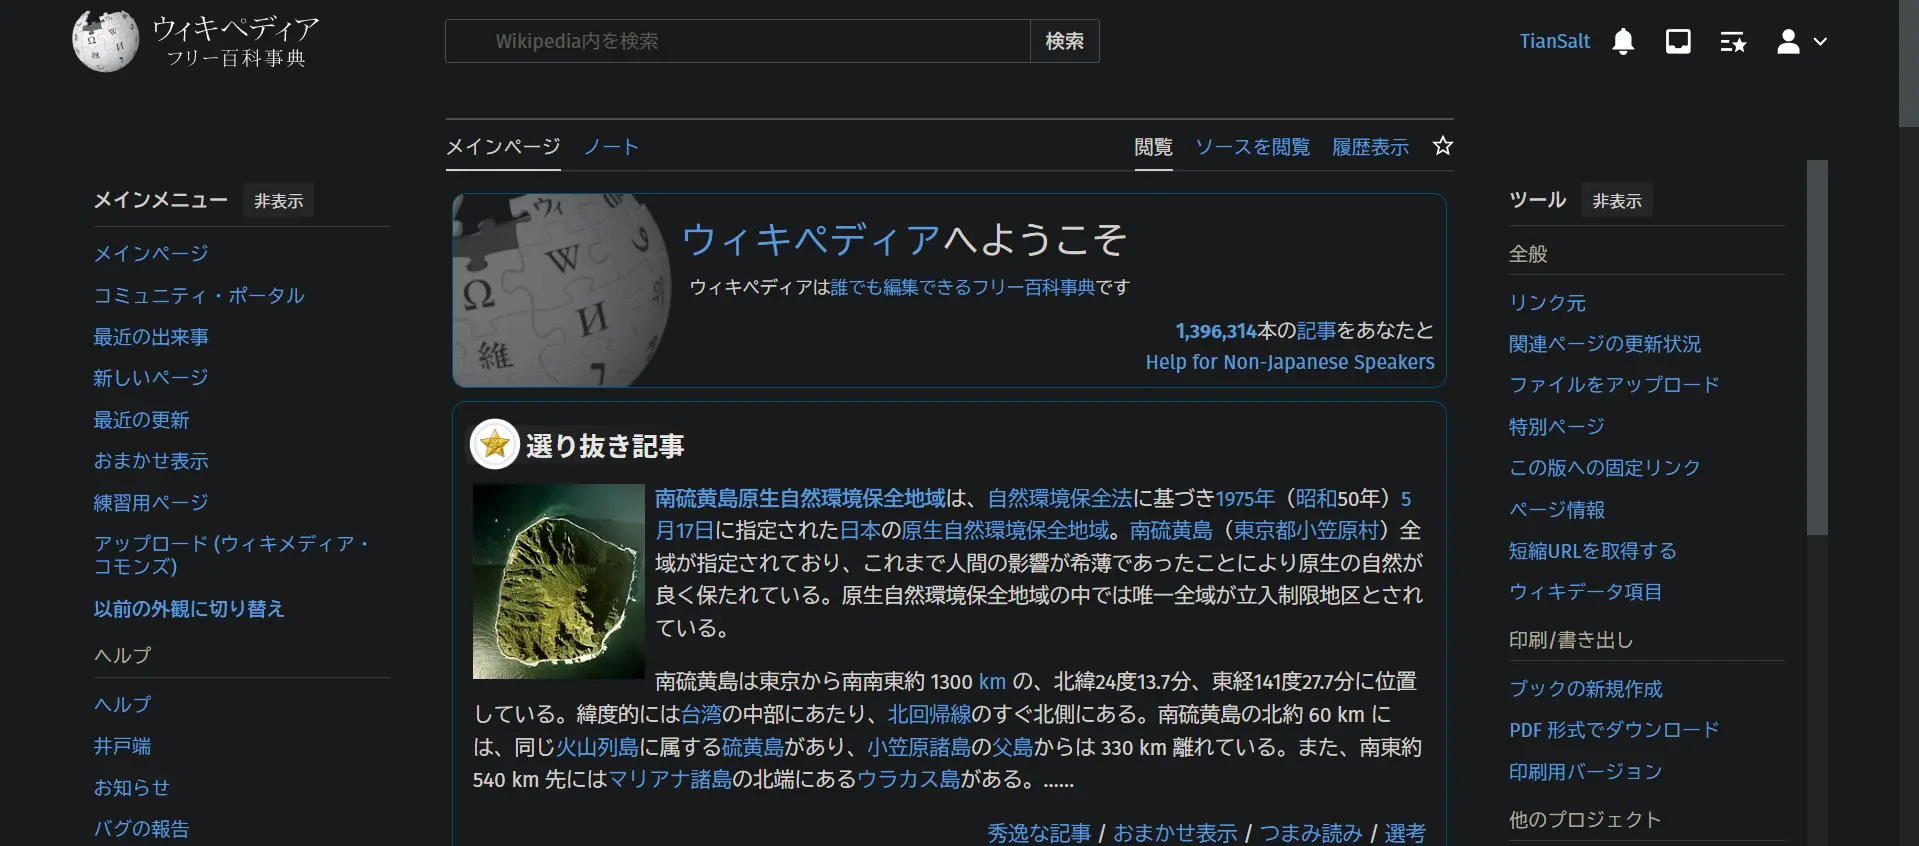 ウィキペディア
フリー百科事典
Wikipedia内を検索
検索
TianSalt
メインページ
ノート
閲覧
ソースを閲覧
履歴表示
メインメニュー
非表示
メインページ
コミュニティ・ポータル
最近の出来事
新しいページ
最近の更新
おまかせ表示
練習用ページ
アップロード (ウィキメディア・
コモンズ)
以前の外観に切り替え
ヘルプ
ヘルプ
井戸端
お知らせ
バグの報告
ウィキペディアへようこそ
ウィキペディアは誰でも編集できるフリー百科事典です
1,396,314本の記事をあなたと
Help for Non-Japanese Speakers
Ω
ウィ
W
И
維
選り抜き記事
南硫黄島原生自然環境保全地域は、自然環境保全法に基づき1975年（昭和50年）5
月17日に指定された日本の原生自然環境保全地域。南硫黄島（東京都小笠原村）全
域が指定されており、これまで人間の影響が希薄であったことにより原生の自然が
良く保たれている。原生自然環境保全地域の中では唯一全域が立入制限地区とされ
ている。
南硫黄島は東京から南南東約 1300 km の、北緯24度13.7分、東経141度27.7分に位置
している。緯度的には台湾の中部にあたり、北回帰線のすぐ北側にある。南硫黄島の北約 60 km に
は、同じ火山列島に属する硫黄島があり、小笠原諸島の父島からは 330 km 離れている。また、南東約
540 km 先にはマリアナ諸島の北端にあるウラカス島がある。......
秀逸な記事 / おまかせ表示 / つまみ読み / 選考
ツール
非表示
全般
リンク元
関連ページの更新状況
ファイルをアップロード
特別ページ
この版への固定リンク
ページ情報
短縮URLを取得する
ウィキデータ項目
印刷/書き出し
ブックの新規作成
PDF 形式でダウンロード
印刷用バージョン
他のプロジェクト